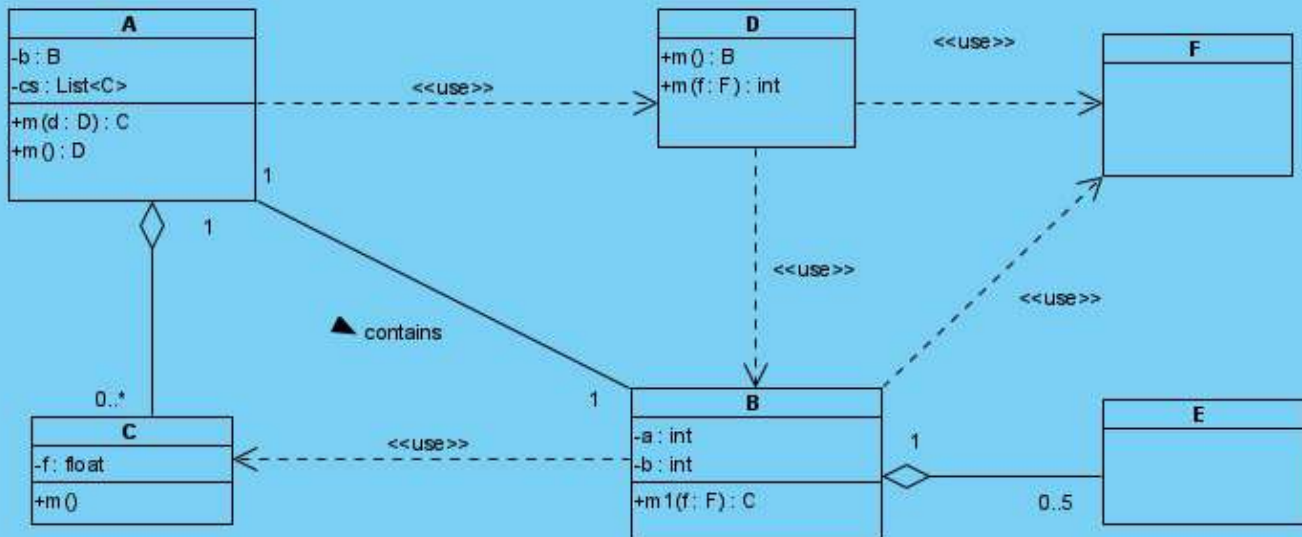 A
-b : B
-cs : List<C>
+m(d : D) : C
+m() : D
<<use>>
D
+m() : B
+m(f : F) : int
<<use>>
F
1
1
<<use>>
<<use>>
contains
0..*
1
C
-f : float
+m()
<<use>>
B
-a : int
-b : int
+m1(f : F) : C
1
0..5
E